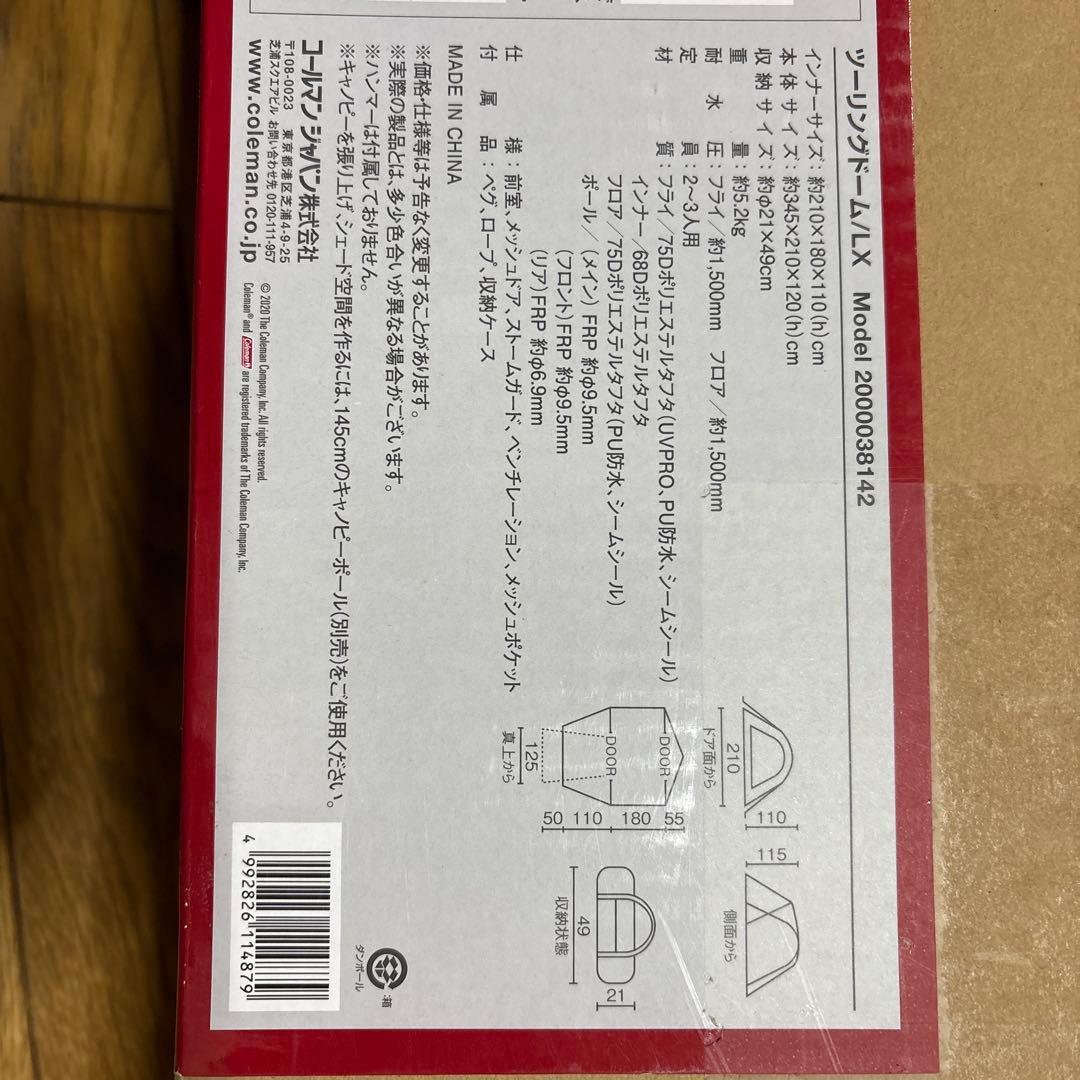 ツーリングドーム/LX Model 2000038142
インナーサイズ:約210×180×110(h)cm
本体サイズ:約345×210×120(h)cm
収納サイズ:約φ21×49cm
重量:約5.2kg
耐水圧:フライ/約1,500mm フロア/約1,500mm
定員:2〜3人用
材質:フライ/75Dポリエステルタフタ(UVPRO、PU防水、シームシール)
インナー/68Dポリエステルタフタ
フロア/75Dポリエステルタフタ(PU防水、シームシール)
ポール/(メイン)FRP 約φ9.5mm
(フロント)FRP 約φ9.5mm
(リア)FRP 約φ6.9mm
仕様:前室、メッシュドア、ストームガード、ベンチレーション、メッシュポケット
付属品:ペグ、ロープ、収納ケース
MADE IN CHINA
※価格・仕様等は予告なく変更することがあります。
※実際の製品とは、多少色合いが異なる場合がございます。
※ハンマーは付属しておりません。
※キャノピーを張り上げ、シェード空間を作るには、145cmのキャノピーポール(別売)をご使用ください。
コールマン ジャパン株式会社
〒108-0023 東京都港区芝浦4-9-25
芝浦スクエアビル お問い合わせ先 0120-111-957
www.coleman.co.jp
© 2020 The Coleman Company, Inc. All rights reserved.
Coleman® and Coleman are registered trademarks of The Coleman Company, Inc.
110
210
ドア面から
115
側面から
DOOR
DOOR
55
180
110
50
125
真上から
21
49
収納状態
:箱
ダンボール
4 992826 114879